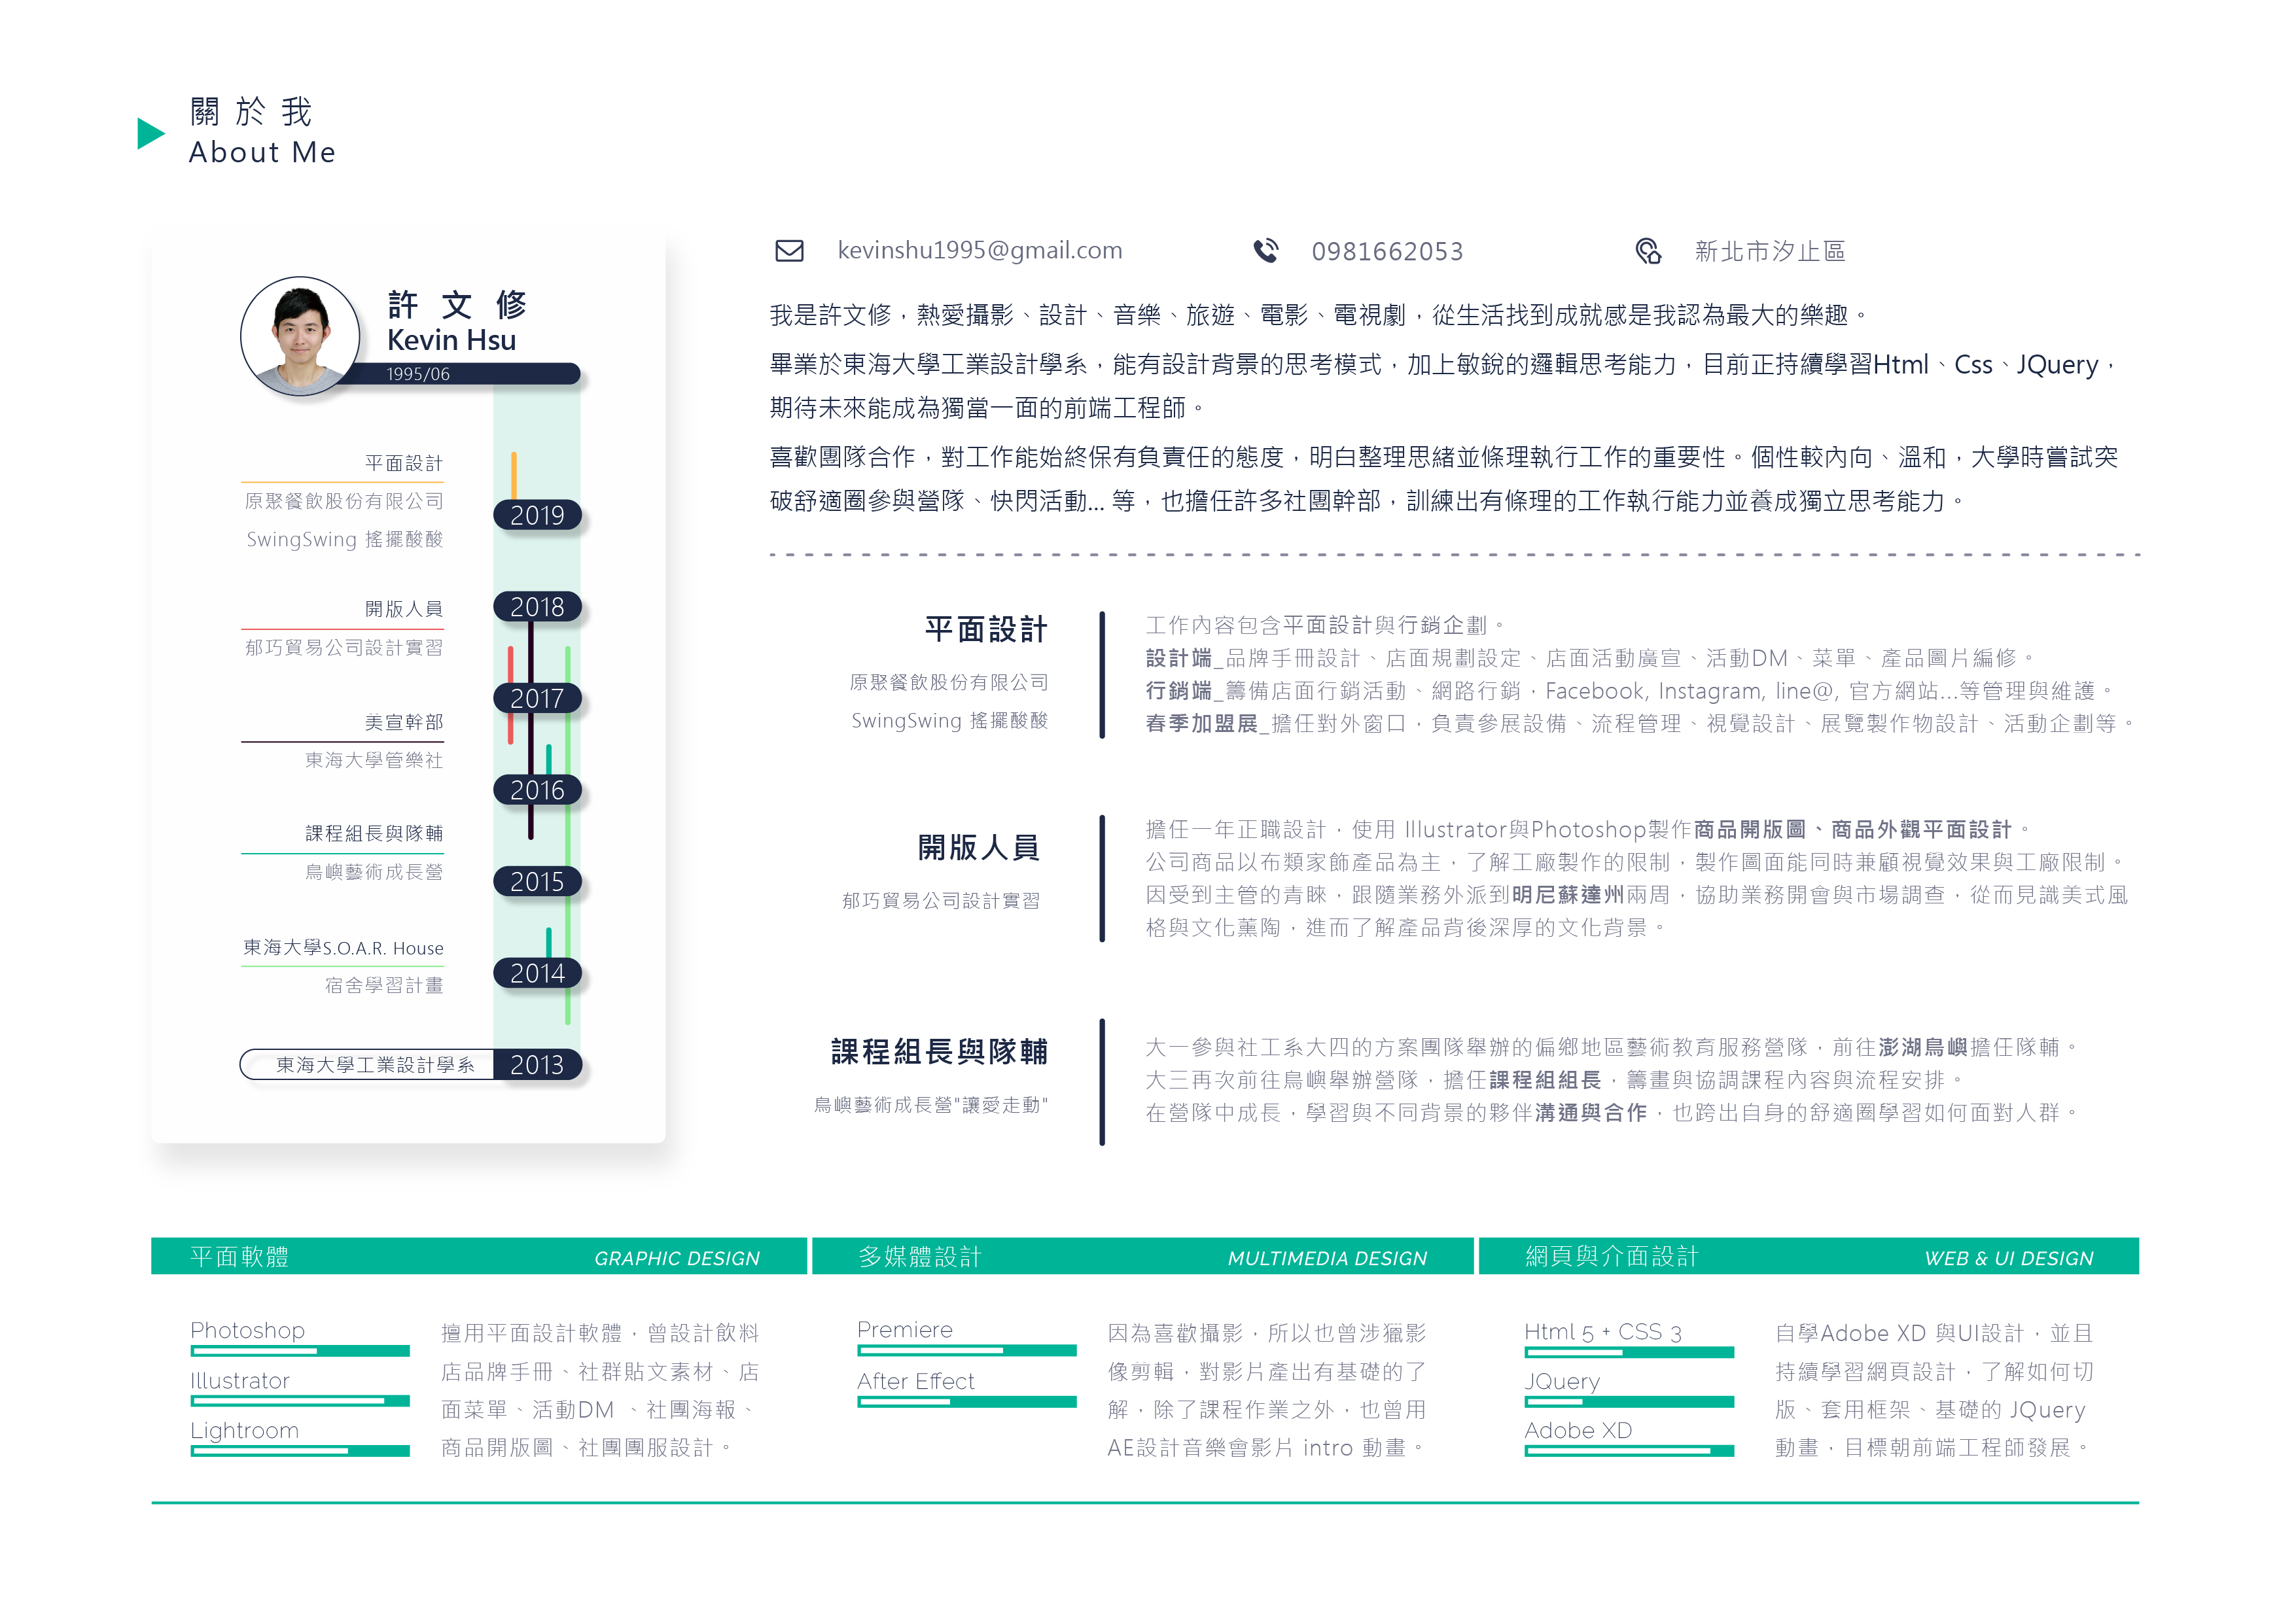 關於我
About Me
許文修
Kevin Hsu
1995/06
平面設計
原聚餐飲股份有限公司
SwingSwing 搖擺酸酸
2019
2018
開版人員
郁巧貿易公司設計實習
2017
美宣幹部
東海大學管樂社
2016
課程組長與隊輔
鳥嶼藝術成長營
2015
東海大學S.O.A.R. House
宿舍學習計畫
2014
東海大學工業設計學系
2013
kevinshu1995@gmail.com
0981662053
新北市汐止區
我是許文修，熱愛攝影、設計、音樂、旅遊、電影、電視劇，從生活找到成就感是我認為最大的樂趣。
畢業於東海大學工業設計學系，能有設計背景的思考模式，加上敏銳的邏輯思考能力，目前正持續學習Html、Css、JQuery，
期待未來能成為獨當一面的前端工程師。
喜歡團隊合作，對工作能始終保有負責任的態度，明白整理思緒並條理執行工作的重要性。個性較內向、溫和，大學時嘗試突
破舒適圈參與營隊、快閃活動... 等，也擔任許多社團幹部，訓練出有條理的工作執行能力並養成獨立思考能力。
平面設計
原聚餐飲股份有限公司
SwingSwing 搖擺酸酸
工作內容包含平面設計與行銷企劃。
設計端_品牌手冊設計、店面規劃設定、店面活動廣宣、活動DM、菜單、產品圖片編修。
行銷端_籌備店面行銷活動、網路行銷，Facebook, Instagram, line@, 官方網站...等管理與維護。
春季加盟展_擔任對外窗口，負責參展設備、流程管理、視覺設計、展覽製作物設計、活動企劃等。
開版人員
郁巧貿易公司設計實習
擔任一年正職設計，使用 Illustrator與Photoshop製作商品開版圖、商品外觀平面設計。
公司商品以布類家飾產品為主，了解工廠製作的限制，製作圖面能同時兼顧視覺效果與工廠限制。
因受到主管的青睞，跟隨業務外派到明尼蘇達州兩周，協助業務開會與市場調查，從而見識美式風
格與文化薰陶，進而了解產品背後深厚的文化背景。
課程組長與隊輔
鳥嶼藝術成長營"讓愛走動"
大一參與社工系大四的方案團隊舉辦的偏鄉地區藝術教育服務營隊，前往澎湖鳥嶼擔任隊輔。
大三再次前往鳥嶼舉辦營隊，擔任課程組組長，籌畫與協調課程內容與流程安排。
在營隊中成長，學習與不同背景的夥伴溝通與合作，也跨出自身的舒適圈學習如何面對人群。
平面軟體 GRAPHIC DESIGN
Photoshop
Illustrator
Lightroom
擅用平面設計軟體，曾設計飲料
店品牌手冊、社群貼文素材、店
面菜單、活動DM 、社團海報、
商品開版圖、社團團服設計。
多媒體設計 MULTIMEDIA DESIGN
Premiere
After Effect
因為喜歡攝影，所以也曾涉獵影
像剪輯，對影片產出有基礎的了
解，除了課程作業之外，也曾用
AE設計音樂會影片 intro 動畫。
網頁與介面設計 WEB & UI DESIGN
Html 5 + CSS 3
JQuery
Adobe XD
自學Adobe XD 與UI設計，並且
持續學習網頁設計，了解如何切
版、套用框架、基礎的 JQuery
動畫，目標朝前端工程師發展。